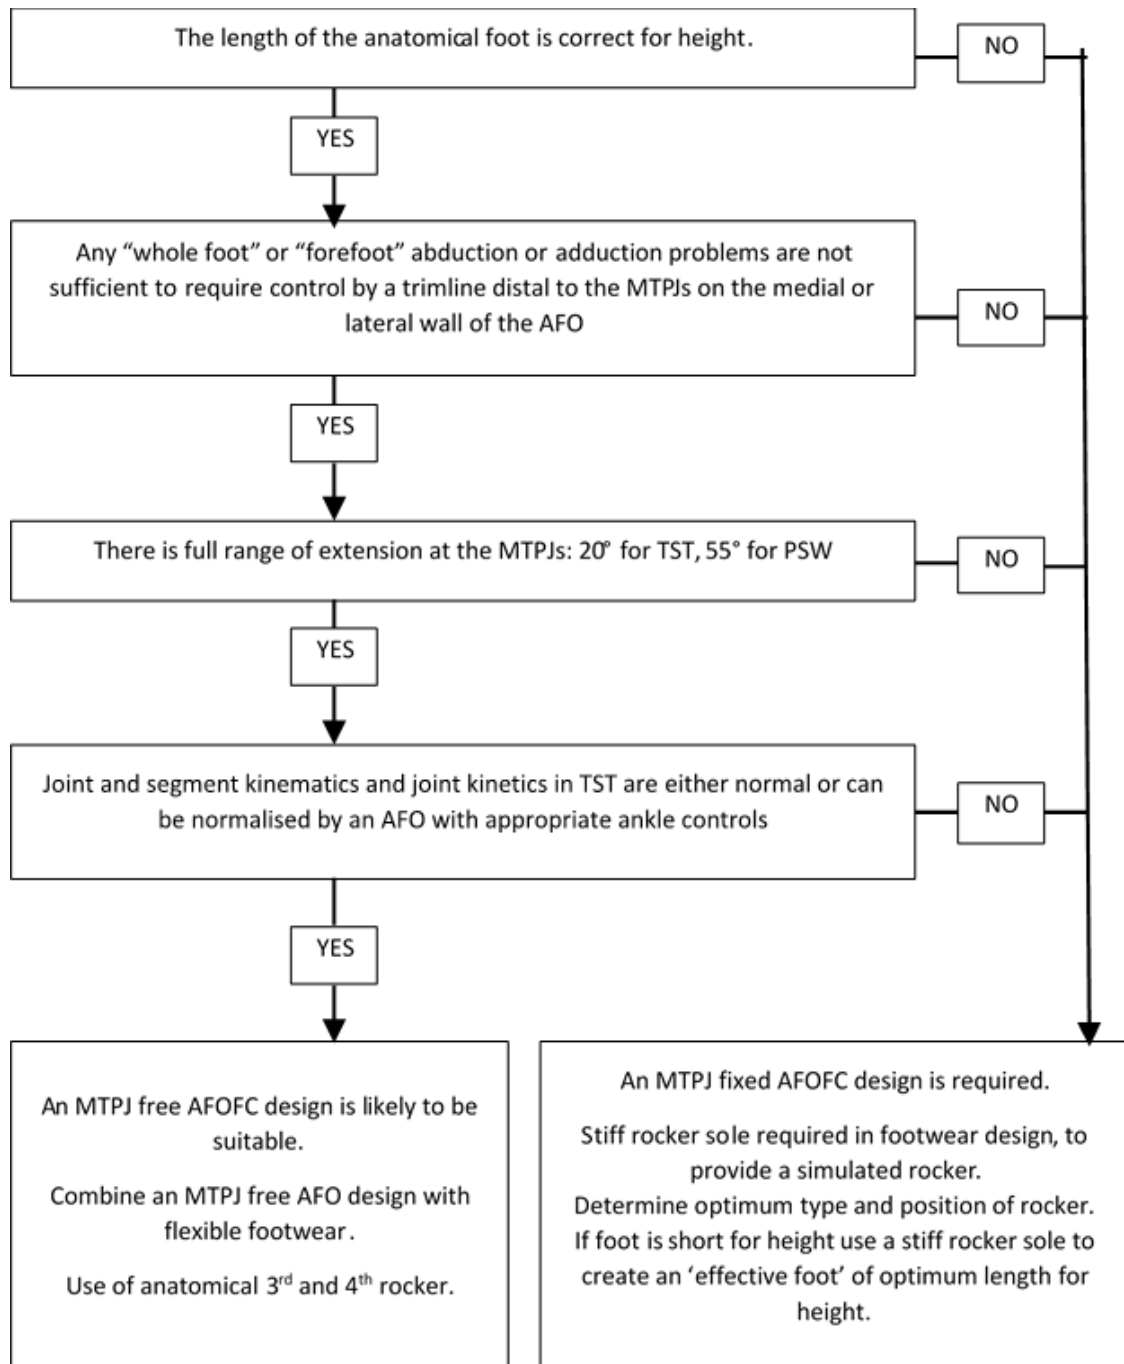 The length of the anatomical foot is correct for height.
NO
YES
Any “whole foot” or “forefoot” abduction or adduction problems are not
sufficient to require control by a trimline distal to the MTPJs on the medial or
lateral wall of the AFO
NO
YES
There is full range of extension at the MTPJs: 20° for TST, 55° for PSW
NO
YES
Joint and segment kinematics and joint kinetics in TST are either normal or can
be normalised by an AFO with appropriate ankle controls
NO
YES
An MTPJ free AFOFC design is likely to be
suitable.
Combine an MTPJ free AFO design with
flexible footwear.
Use of anatomical 3rd and 4th rocker.
An MTPJ fixed AFOFC design is required.
Stiff rocker sole required in footwear design, to
provide a simulated rocker.
Determine optimum type and position of rocker.
If foot is short for height use a stiff rocker sole to
create an ‘effective foot’ of optimum length for
height.